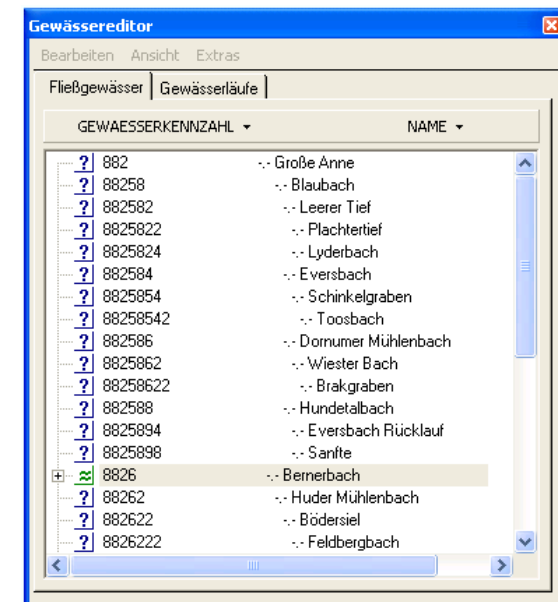 Gewässereditor
Bearbeiten Ansicht Extras
Fließgewässer Gewässerläufe
GEWAESSERKENNZAHL NAME
882 -.- Große Anne
88258 -.- Blaubach
882582 -.- Leerer Tief
8825822 -.- Plachtertief
8825824 -.- Lyderbach
882584 -.- Eversbach
8825854 -.- Schinkelgraben
88258542 -.- Toosbach
882586 -.- Dornumer Mühlenbach
8825862 -.- Wiester Bach
88258622 -.- Brakgraben
882588 -.- Hundetalbach
8825894 -.- Eversbach Rücklauf
8825898 -.- Sanfte
8826 -.- Bernerbach
88262 -.- Huder Mühlenbach
882622 -.- Bödersiel
8826222 -.- Feldbergbach